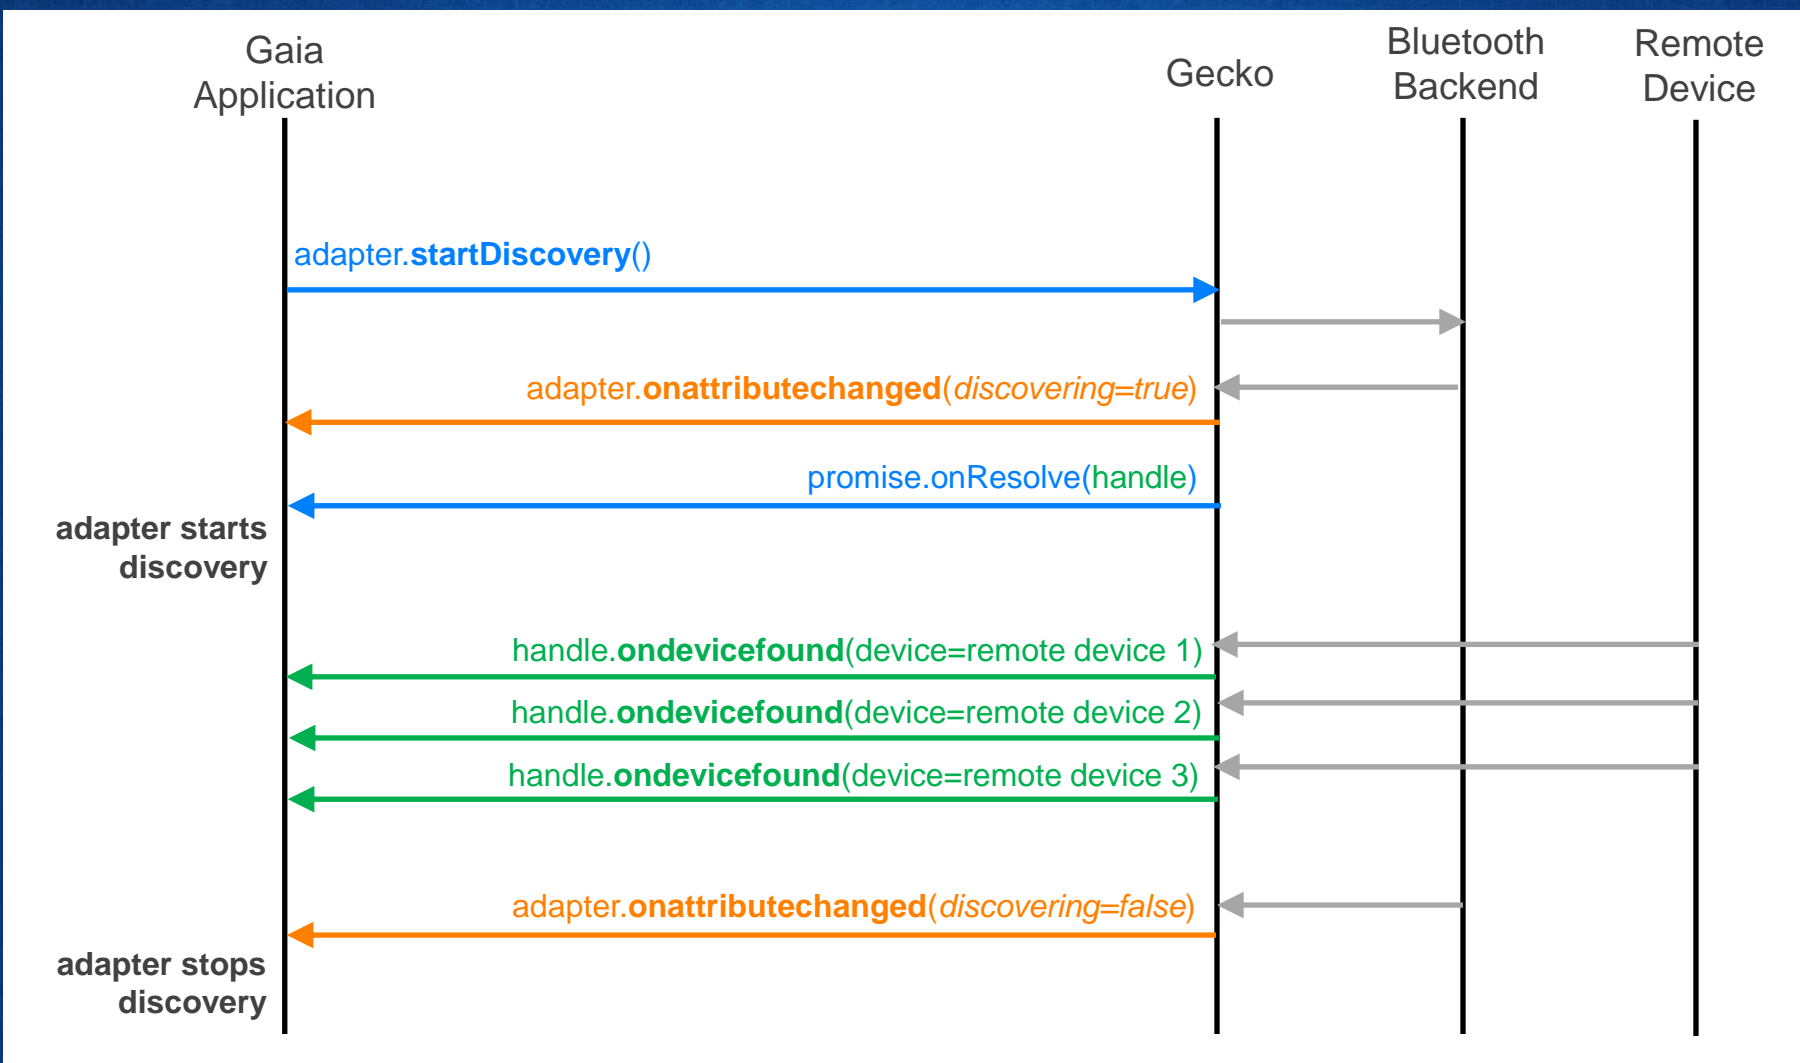 Gaia
Application
Gecko
Bluetooth
Backend
Remote
Device
adapter.startDiscovery()
adapter.onattributechanged(discovering=true)
promise.onResolve(handle)
adapter starts
discovery
handle.ondevicefound(device=remote device 1)
handle.ondevicefound(device=remote device 2)
handle.ondevicefound(device=remote device 3)
adapter.onattributechanged(discovering=false)
adapter stops
discovery